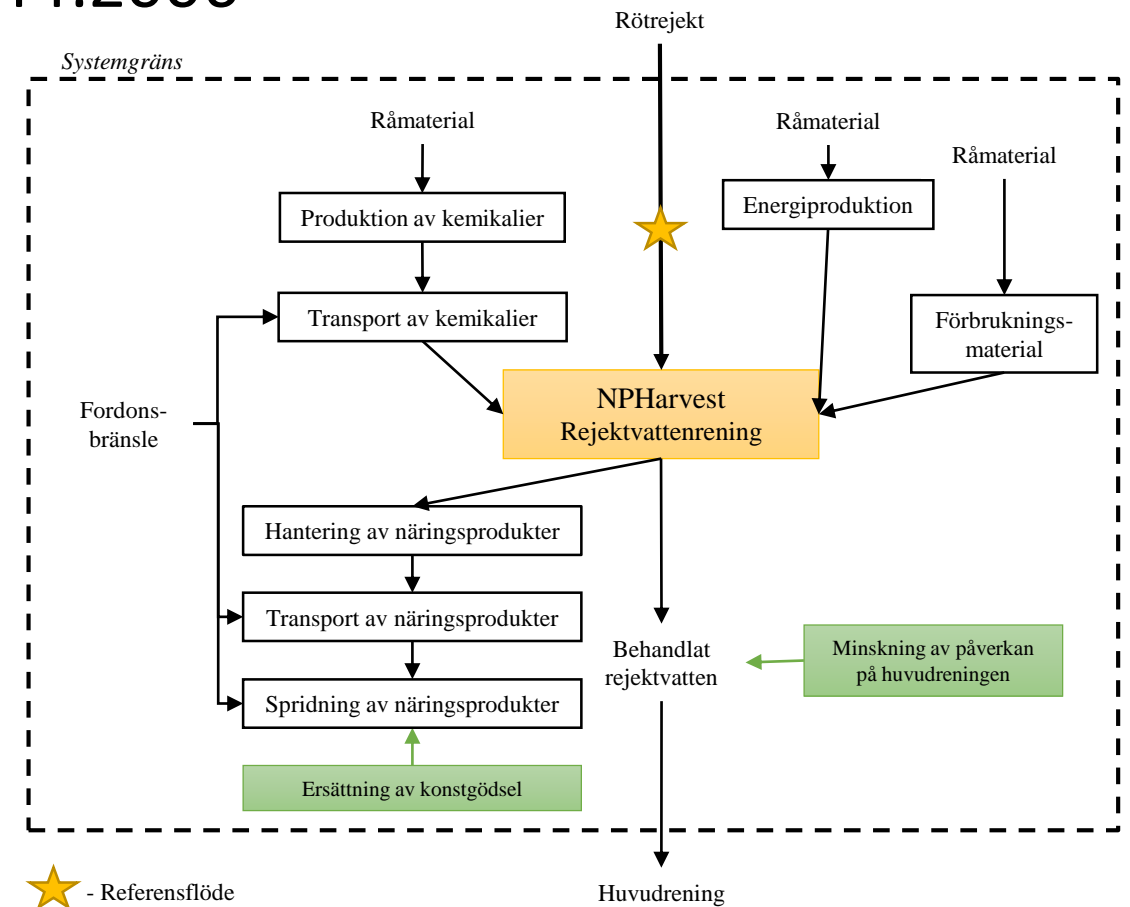 Rötrejekt
Systemgräns
Råmaterial
Råmaterial
Råmaterial
Produktion av kemikalier
Energiproduktion
Transport av kemikalier
Förbruknings-
material
NPHarvest
Rejektvattenrening
Fordons-
bränsle
Hantering av näringsprodukter
Transport av näringsprodukter
Spridning av näringsprodukter
Behandlat
rejektvatten
Minskning av påverkan
på huvudreningen
Ersättning av konstgödsel
- Referensflöde
Huvudrening